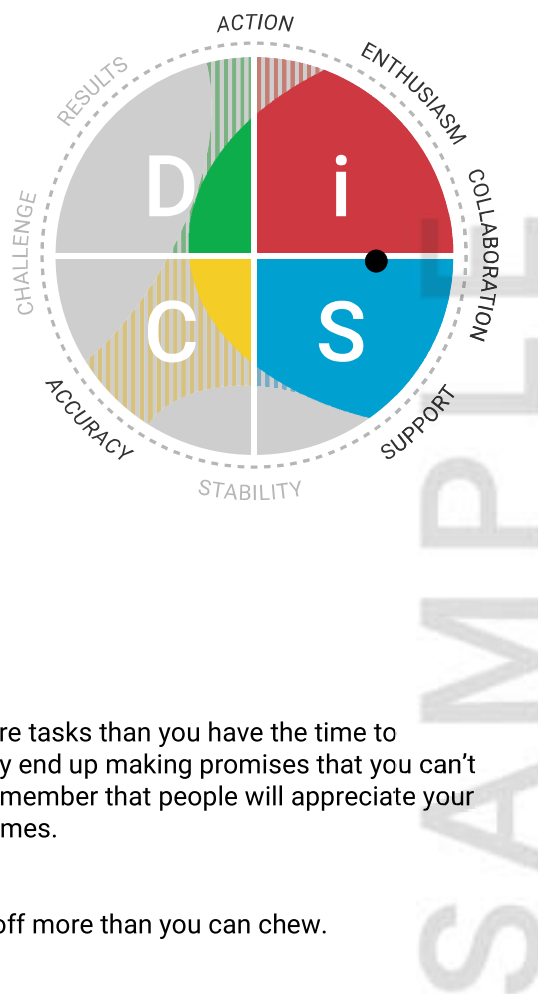 ACTION
ENTHUSIASM
RESULTS
COLLABORATION
D
i
CHALLENGE
C
S
ACCURACY
SUPPORT
STABILITY
re tasks than you have the time to
y end up making promises that you can't
member that people will appreciate your
mes.
off more than you can chew.
SAMPLE